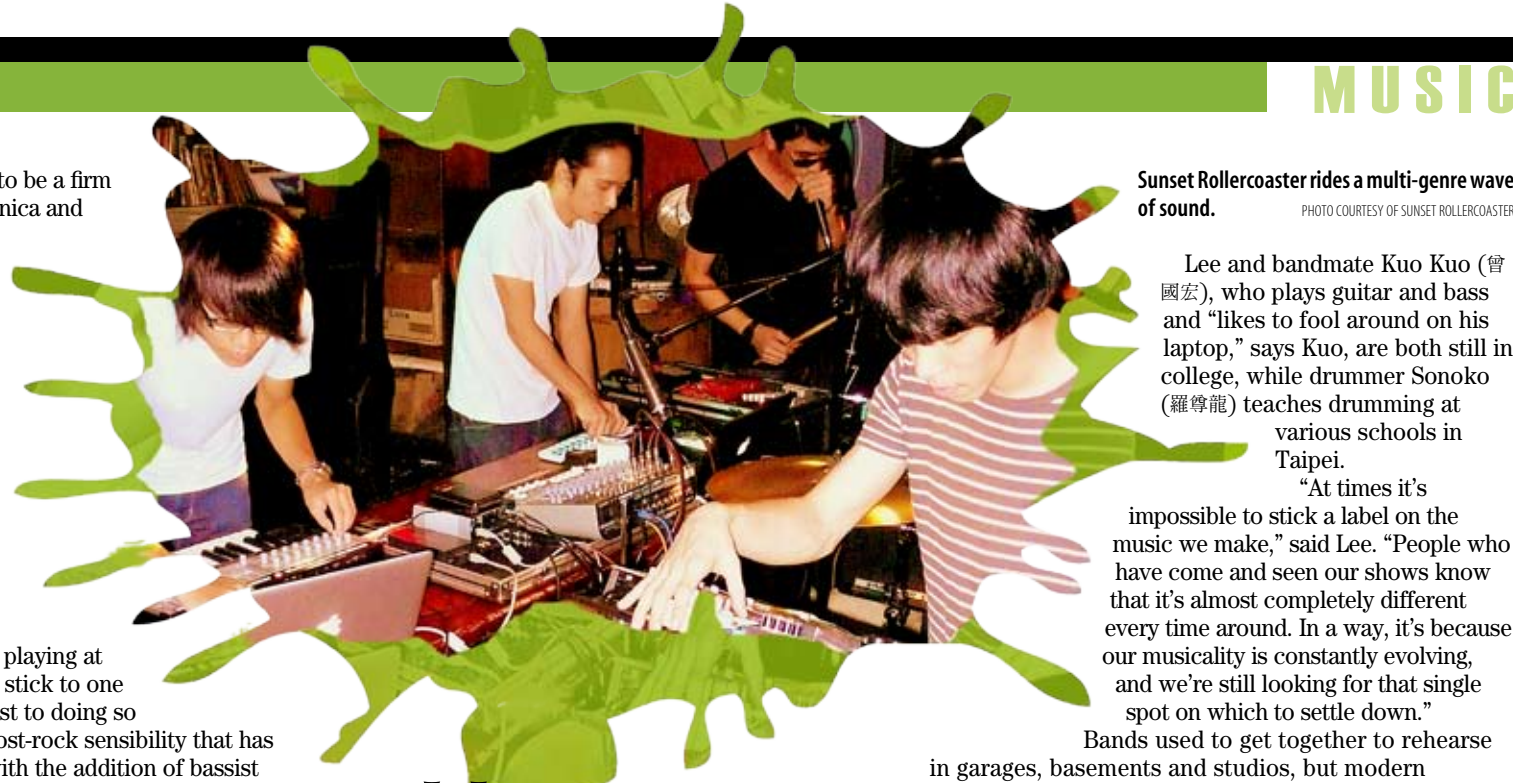 MUSIC
to be a firm
nica and
playing at
stick to one
st to doing so
ost-rock sensibility that has
ith the addition of bassist
Sunset Rollercoaster rides a multi-genre wave
of sound. PHOTO COURTESY OF SUNSET ROLLERCOASTER
Lee and bandmate Kuo Kuo (曾
國宏), who plays guitar and bass
and “likes to fool around on his
laptop,” says Kuo, are both still in
college, while drummer Sonoko
(羅尊龍) teaches drumming at
various schools in
Taipei.
“At times it’s
impossible to stick a label on the
music we make,” said Lee. “People who
have come and seen our shows know
that it’s almost completely different
every time around. In a way, it’s because
our musicality is constantly evolving,
and we’re still looking for that single
spot on which to settle down.”
Bands used to get together to rehearse
in garages, basements and studios, but modern